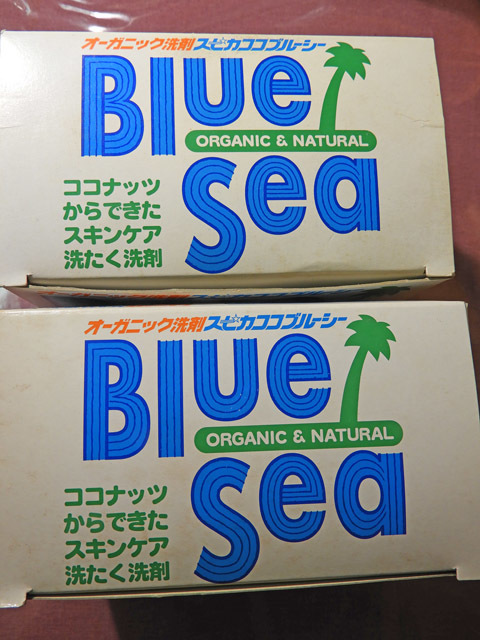 オーガニック洗剤スピカココブルーシー
Blue
ORGANIC & NATURAL
Sea
ココナッツ
からできた
スキンケア
洗たく洗剤
オーガニック洗剤スピカココブルーシー
Blue
ORGANIC & NATURAL
Sea
ココナッツ
からできた
スキンケア
洗たく洗剤